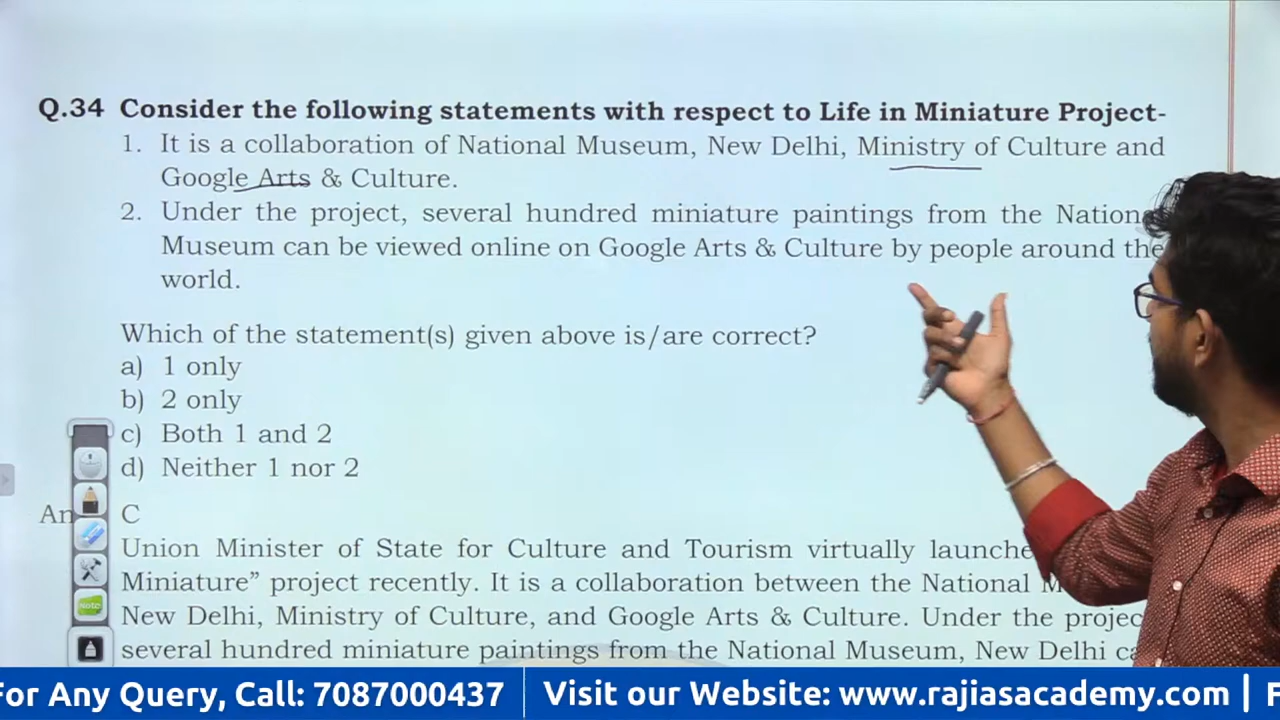 Q.34 Consider the following statements with respect to Life in Miniature Project-
1. It is a collaboration of National Museum, New Delhi, Ministry of Culture and
Google Arts & Culture.
2. Under the project, several hundred miniature paintings from the
Museum can be viewed online on Google Arts & Culture by people around the
world.
Which of the statement(s) given above is/are correct?
a) 1 only
b) 2 only
c) Both 1 and 2
d) Neither 1 nor 2
C
Union Minister of State for Culture and Tourism virtually
Miniature” project recently. It is a collaboration between the National
New Delhi, Ministry of Culture, and Google Arts & Culture. Under the
several hundred miniature paintings from the National Museum, New Delhi
Note
For Any Query, Call: 7087000437 Visit our Website: www.rajiasacademy.com |